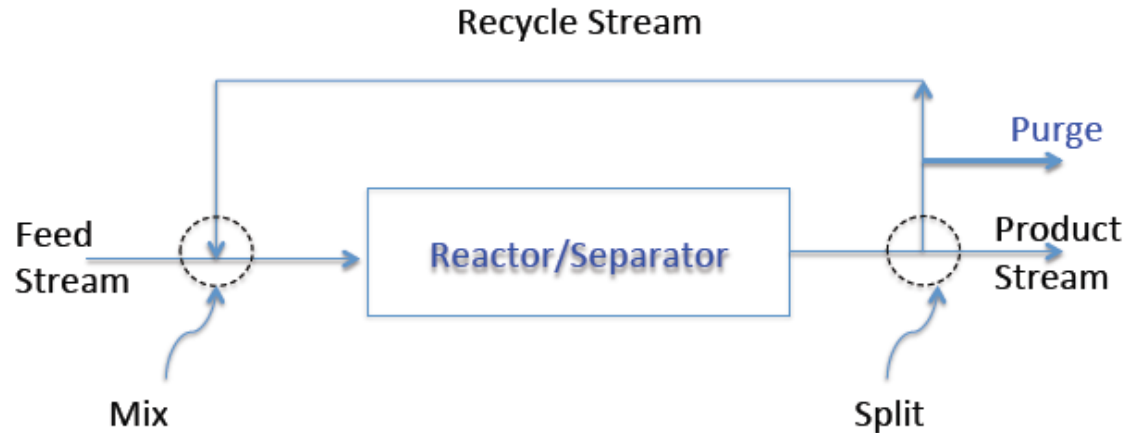 Recycle Stream
Purge
Feed
Stream
Reactor/Separator
Product
Stream
Mix
Split